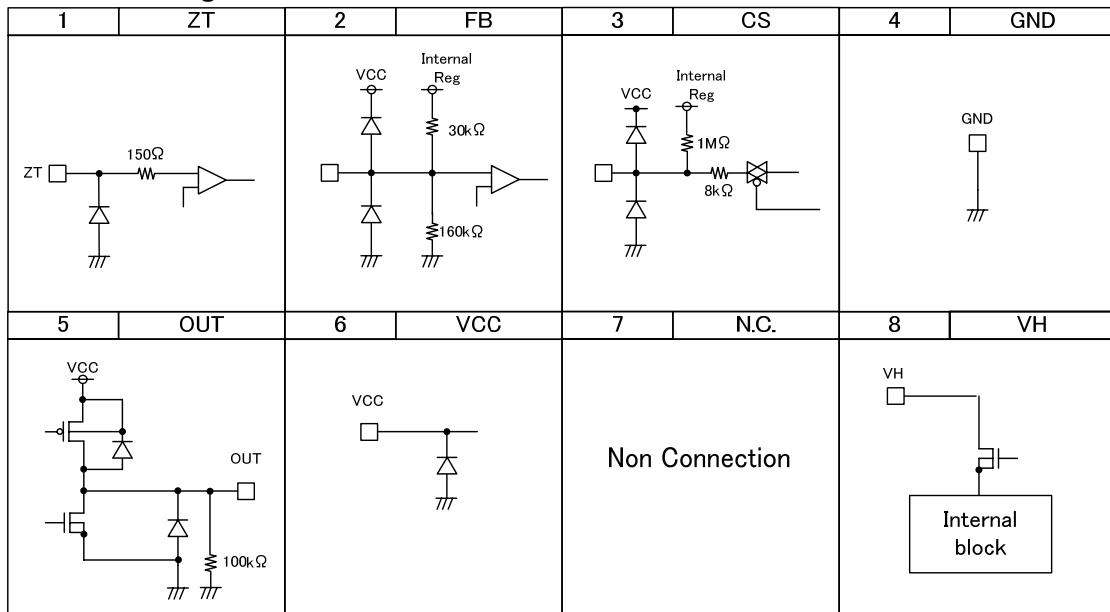 1 ZT 2 FB 3 CS 4 GND
VCC
Internal
Reg
30kΩ
160kΩ
ZT
150Ω
VCC
Internal
Reg
1MΩ
8kΩ
GND
5 OUT 6 VCC 7 N.C. 8 VH
VCC
OUT
100kΩ
VCC
Non Connection
VH
Internal
block